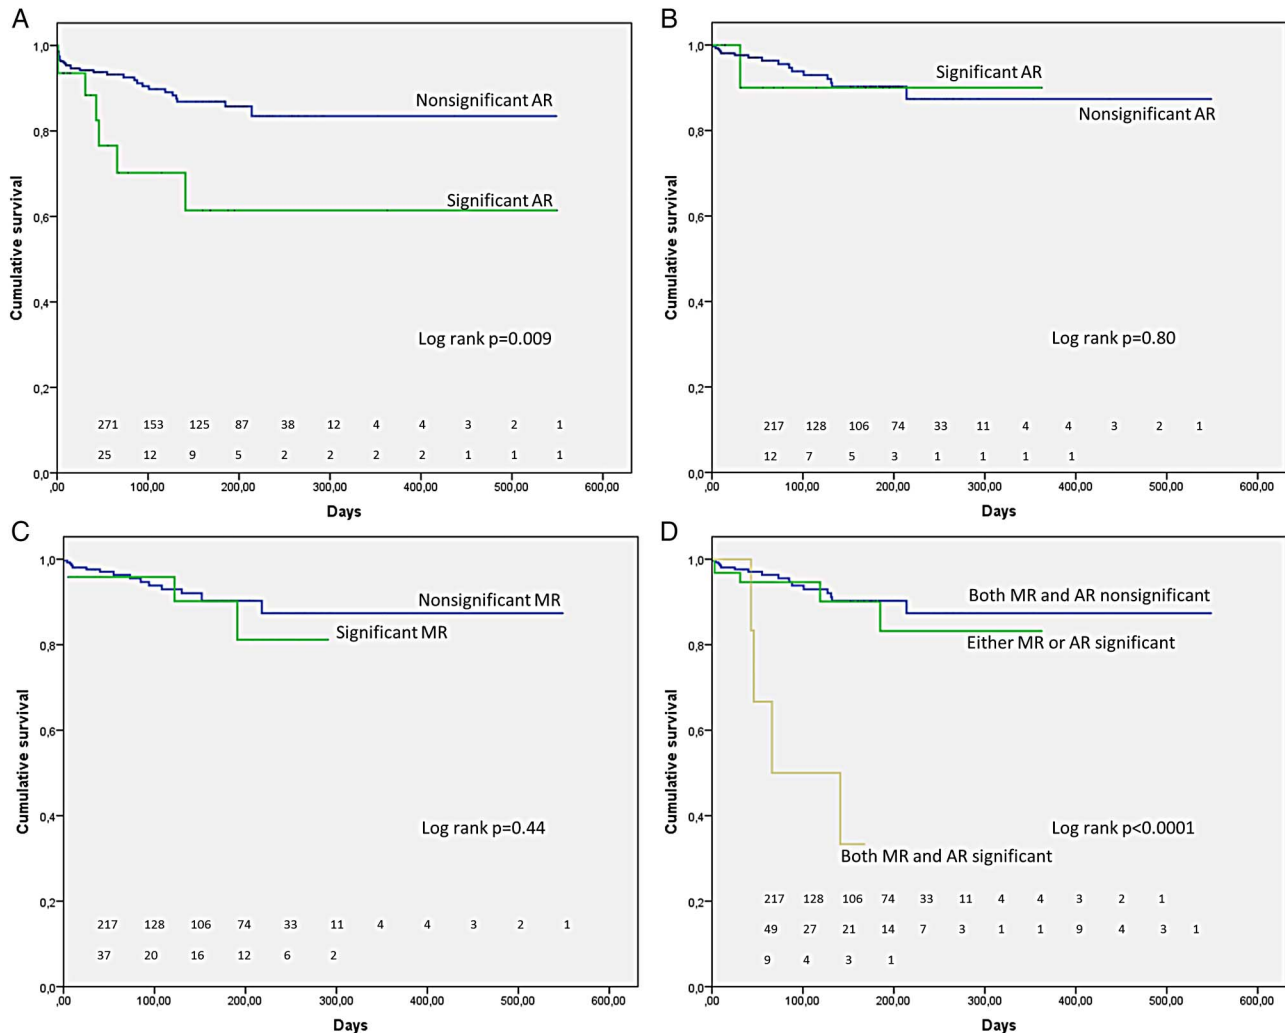 A
1,0
0,8
0,6
0,4
0,2
0,0
Cumulative survival
Nonsignificant AR
Significant AR
Log rank p=0.009
271 153 125 87 38 12 4 4 3 2 1
25 12 9 5 2 2 2 2 1 1 1
,00 100,00 200,00 300,00 400,00 500,00 600,00
Days
B
1,0
0,8
0,6
0,4
0,2
0,0
Cumulative survival
Significant AR
Nonsignificant AR
Log rank p=0.80
217 128 106 74 33 11 4 4 3 2 1
12 7 5 3 1 1 1 1
,00 100,00 200,00 300,00 400,00 500,00 600,00
Days
C
1,0
0,8
0,6
0,4
0,2
0,0
Cumulative survival
Nonsignificant MR
Significant MR
Log rank p=0.44
217 128 106 74 33 11 4 4 3 2 1
37 20 16 12 6 2
,00 100,00 200,00 300,00 400,00 500,00 600,00
Days
D
1,0
0,8
0,6
0,4
0,2
0,0
Cumulative survival
Both MR and AR nonsignificant
Either MR or AR significant
Log rank p<0.0001
Both MR and AR significant
217 128 106 74 33 11 4 4 3 2 1
49 27 21 14 7 3 1 1 9 4 3 1
9 4 3 1
,00 100,00 200,00 300,00 400,00 500,00 600,00
Days